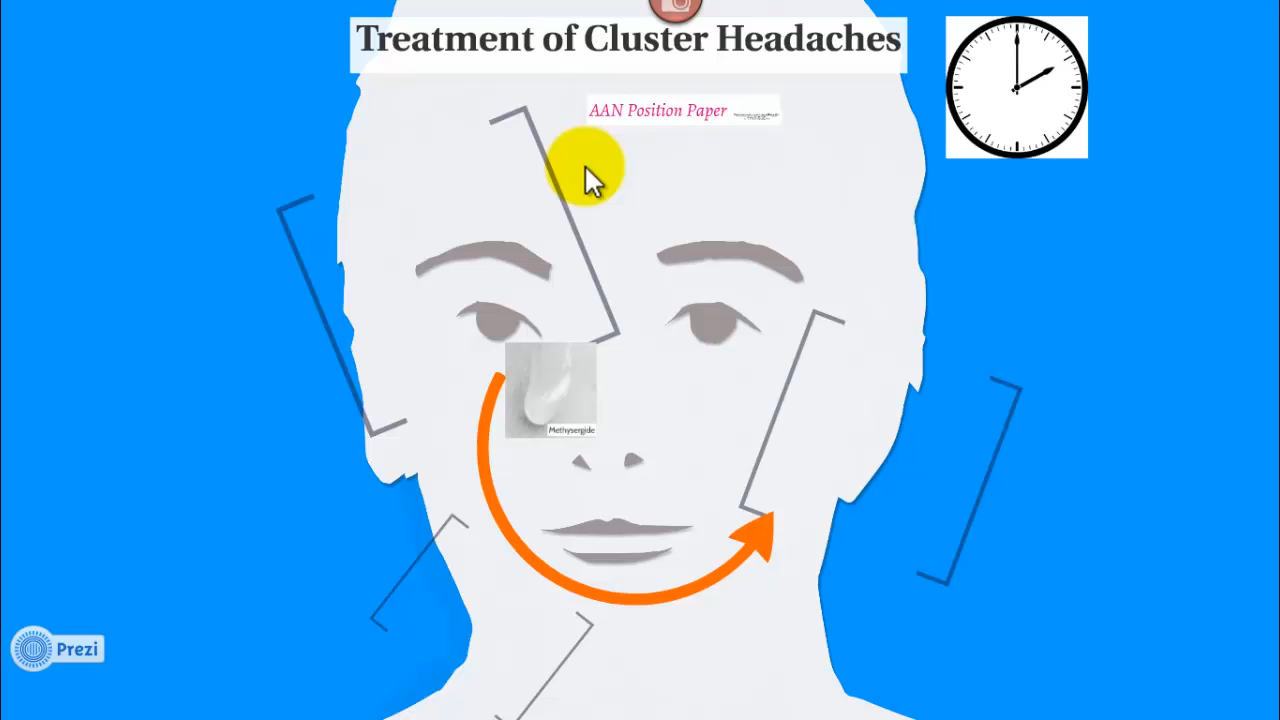 Treatment of Cluster Headaches
AAN Position Paper
Methysergide
Prezi